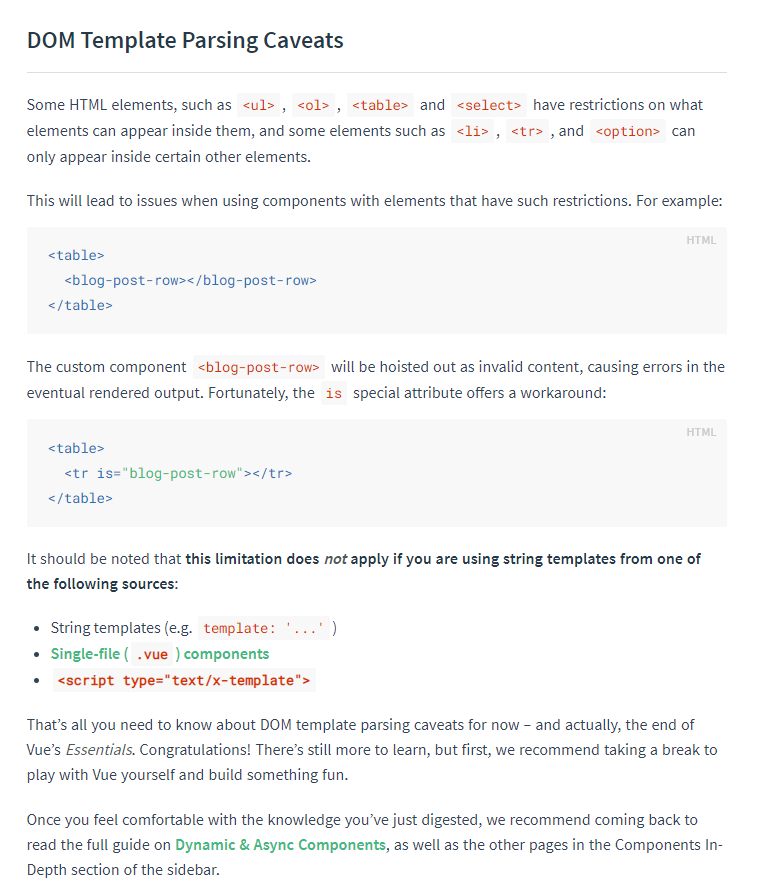 DOM Template Parsing Caveats
Some HTML elements, such as <ul> , <ol> , <table> and <select> have restrictions on what
elements can appear inside them, and some elements such as <li> , <tr> , and <option> can
only appear inside certain other elements.
This will lead to issues when using components with elements that have such restrictions. For example:
HTML
<table>
  <blog-post-row></blog-post-row>
</table>
The custom component <blog-post-row> will be hoisted out as invalid content, causing errors in the
eventual rendered output. Fortunately, the is special attribute offers a workaround:
HTML
<table>
  <tr is="blog-post-row"></tr>
</table>
It should be noted that this limitation does not apply if you are using string templates from one of
the following sources:
• String templates (e.g. template: '...' )
• Single-file ( .vue ) components
• <script type="text/x-template">
That’s all you need to know about DOM template parsing caveats for now – and actually, the end of
Vue’s Essentials. Congratulations! There’s still more to learn, but first, we recommend taking a break to
play with Vue yourself and build something fun.
Once you feel comfortable with the knowledge you’ve just digested, we recommend coming back to
read the full guide on Dynamic & Async Components, as well as the other pages in the Components In-
Depth section of the sidebar.